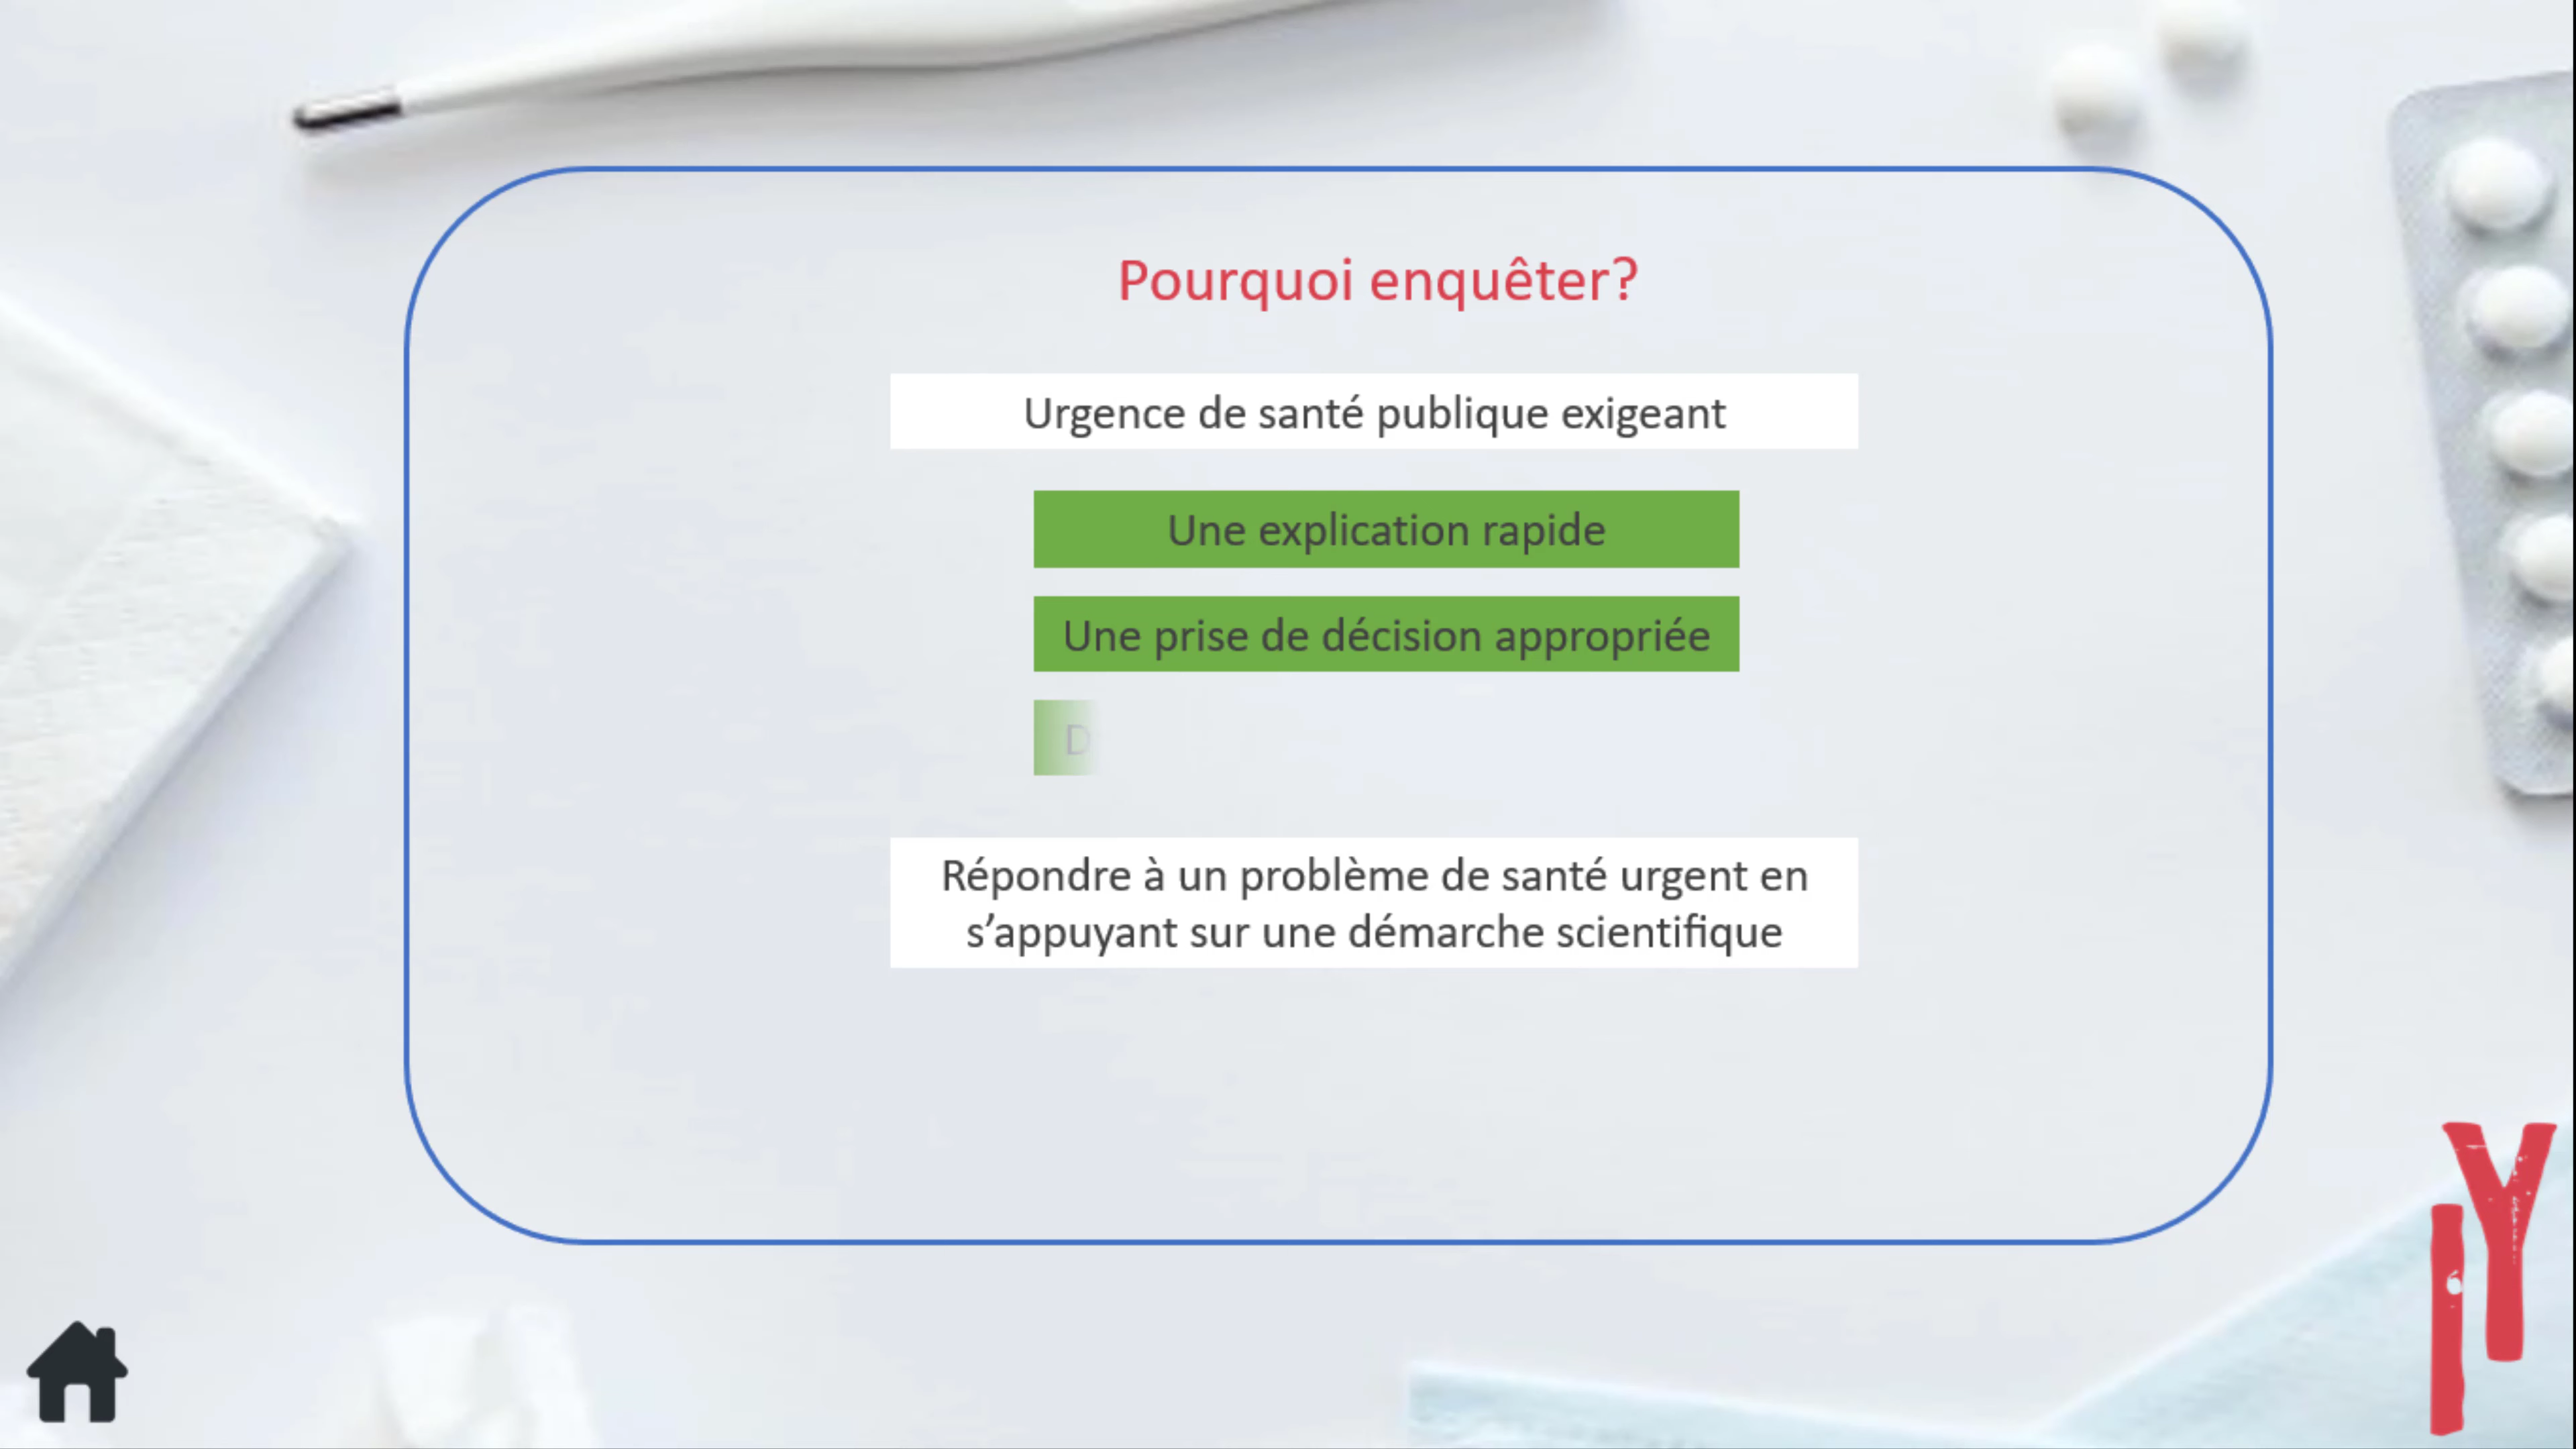 Pourquoi enquêter?
Urgence de santé publique exigeant
Une explication rapide
Une prise de décision appropriée
D
Répondre à un problème de santé urgent en
s’appuyant sur une démarche scientifique